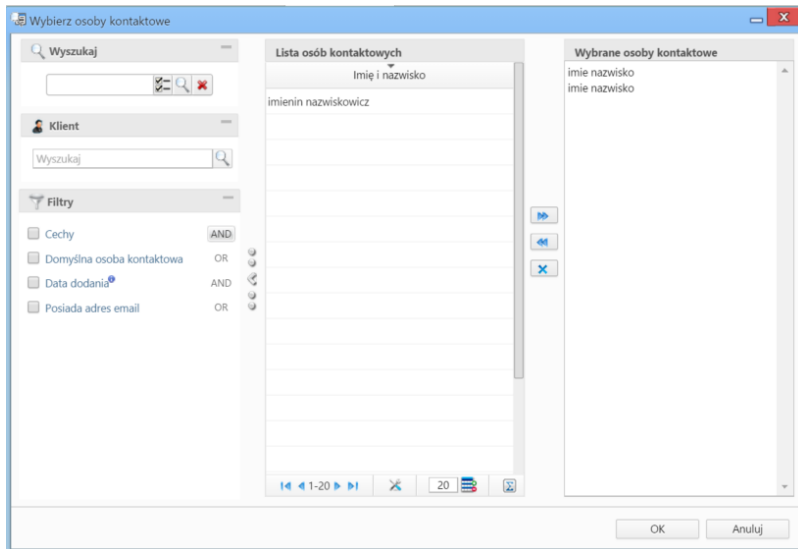 Wybierz osoby kontaktowe
Wyszukaj
Klient
Wyszukaj
Filtry
Cechy AND
Domyślna osoba kontaktowa OR
Data dodania AND
Posiada adres email OR
Lista osób kontaktowych
Imię i nazwisko
imienin nazwiskowicz
1-20
20
Wybrane osoby kontaktowe
imie nazwisko
imie nazwisko
OK Anuluj